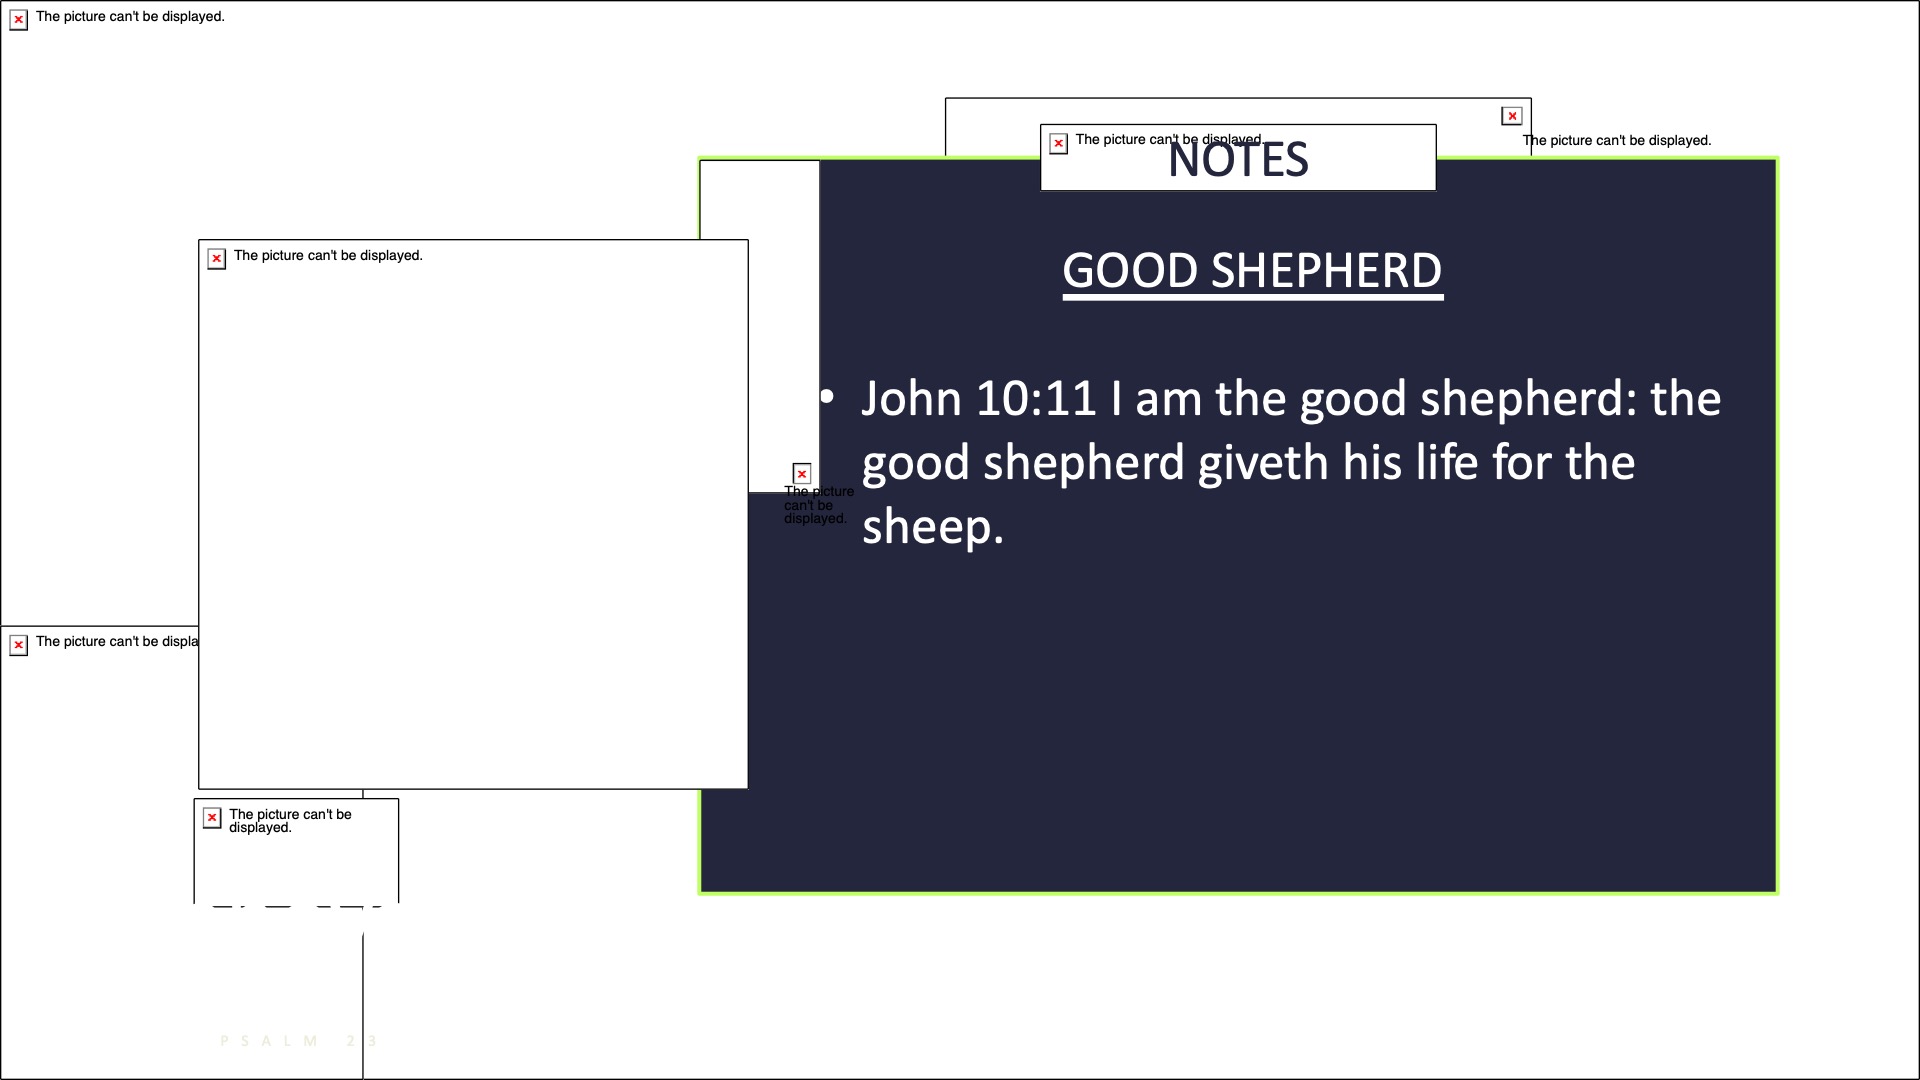 The picture can't be displayed.
The picture can't be displayed.
The picture can't be displayed.
NOTES
The picture can't be displayed.
GOOD SHEPHERD
• John 10:11 I am the good shepherd: the
good shepherd giveth his life for the
sheep.
The picture
can't be
displayed.
The picture can't be displa
The picture can't be
displayed.
PSALM 23